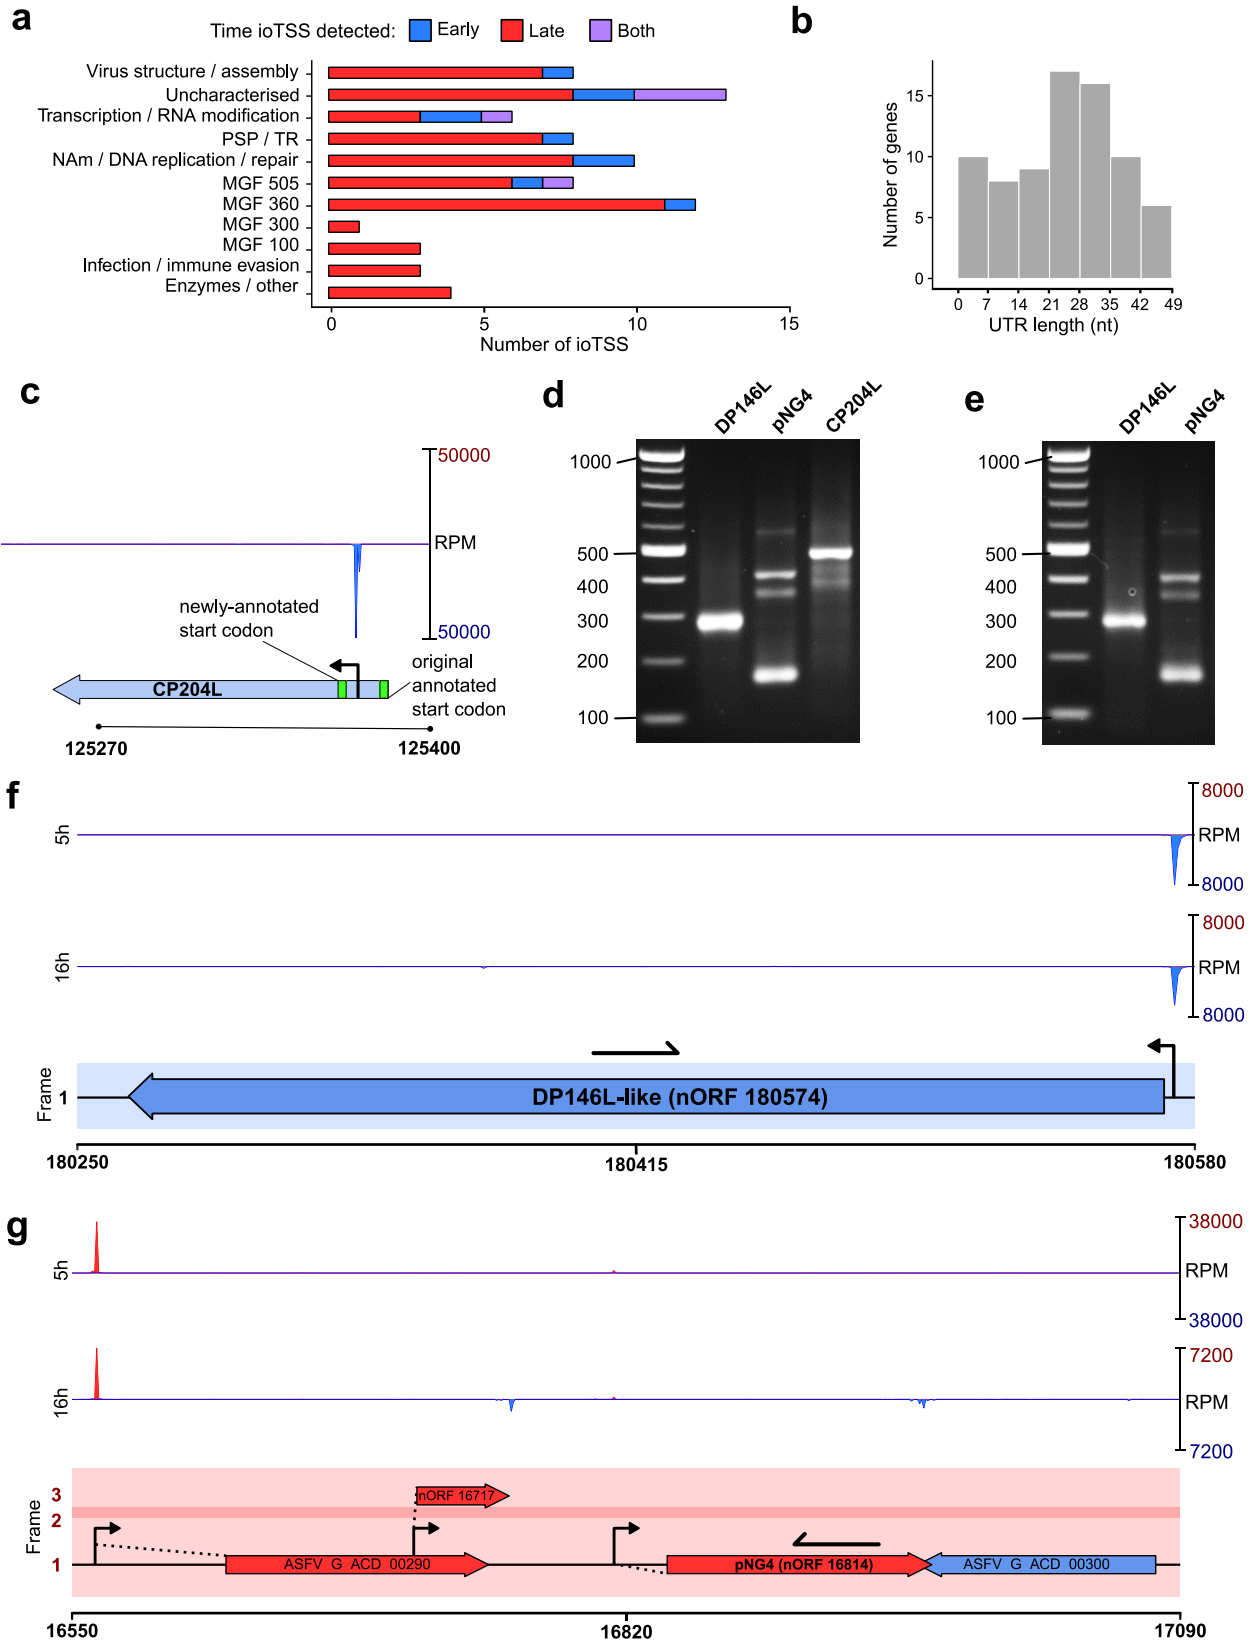 a
Time ioTSS detected: Early Late Both
Virus structure / assembly
Uncharacterised
Transcription / RNA modification
PSP / TR
NAm / DNA replication / repair
MGF 505
MGF 360
MGF 300
MGF 100
Infection / immune evasion
Enzymes / other
0 5 10 15
Number of ioTSS
b
Number of genes
15
10
5
0
0 7 14 21 28 35 42 49
UTR length (nt)
c
50000
RPM
50000
newly-annotated
start codon
original
annotated
start codon
CP204L
125270 125400
d
DP146L pNG4 CP204L
1000
500
400
300
200
100
e
DP146L pNG4
1000
500
400
300
200
100
f
5h
8000
RPM
8000
16h
8000
RPM
8000
Frame
1
DP146L-like (nORF 180574)
180250 180415 180580
g
5h
38000
RPM
38000
16h
7200
RPM
7200
Frame
3
2
1
nORF 16717
ASFV G ACD 00290
pNG4 (nORF 16814)
ASFV G ACD 00300
16550 16820 17090